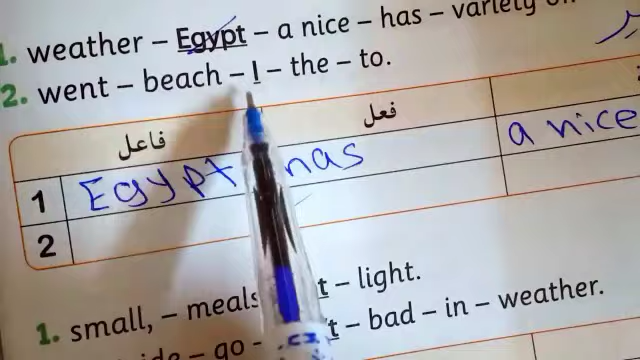 1. weather – Egypt – a nice – has – variety
2. went – beach – I – the – to.
فاعل فعل
1 Egypt has a nice
2
1. small, – meals – light.
– go – – bad – in – weather.